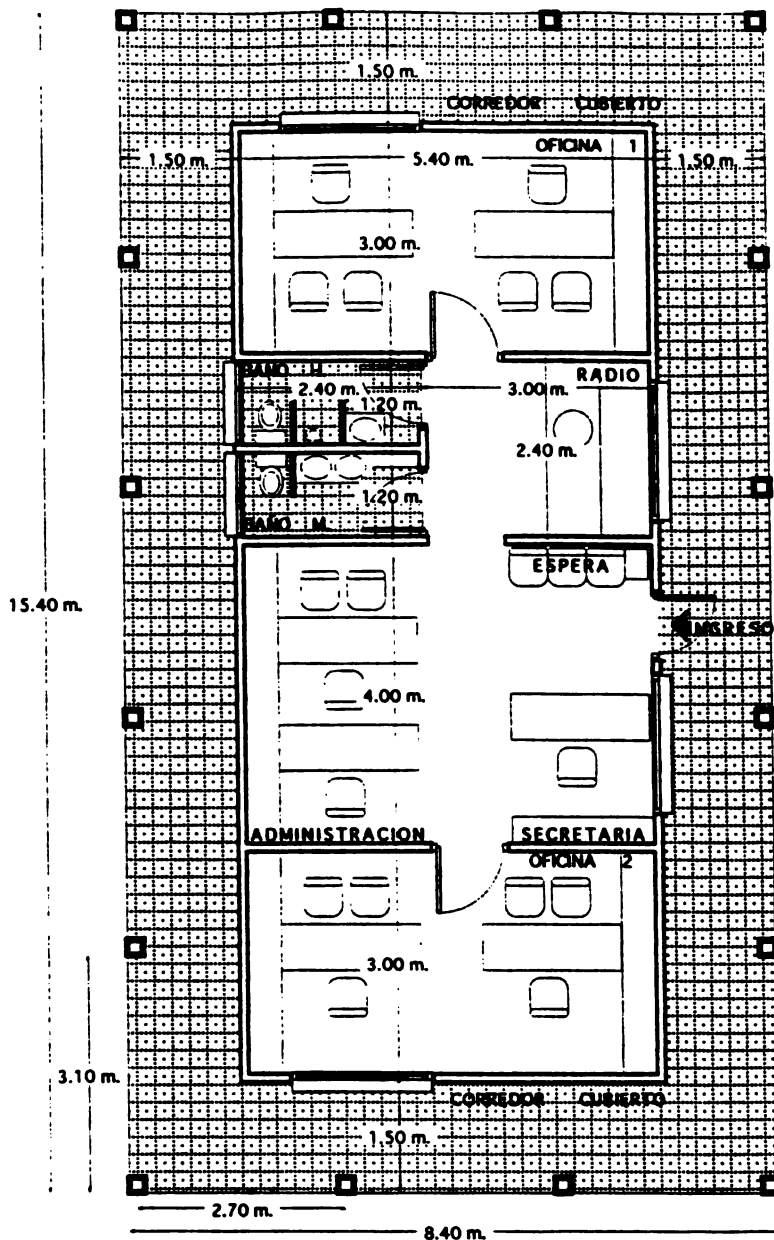 1.50 m.
CORREDOR CUBIERTO
OFICINA 1
1.50 m. 5.40 m. 1.50 m.
3.00 m.
BAÑO H. RADIO
2.40 m. 3.00 m.
1.20 m.
2.40 m.
1.20 m.
BAÑO M.
ESPERA
15.40 m.
INGRESO
4.00 m.
ADMINISTRACION SECRETARIA
OFICINA 2
3.00 m.
3.10 m.
CORREDOR CUBIERTO
1.50 m.
2.70 m.
8.40 m.